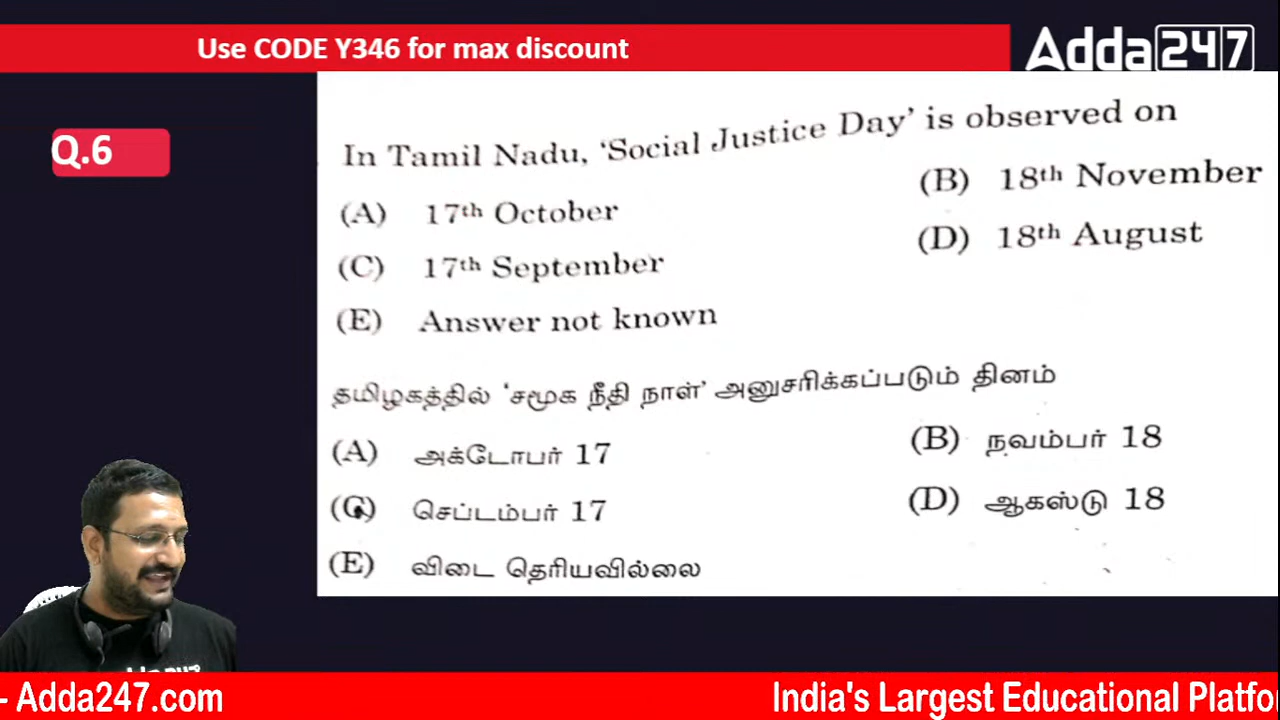 Use CODE Y346 for max discount
Adda247
Q.6
In Tamil Nadu, ‘Social Justice Day’ is observed on
(A) 17th October (B) 18th November
(C) 17th September (D) 18th August
(E) Answer not known
தமிழகத்தில் ‘சமூக நீதி நாள்’ அனுசரிக்கப்படும் தினம்
(A) அக்டோபர் 17 (B) நவம்பர் 18
(C) செப்டம்பர் 17 (D) ஆகஸ்டு 18
(E) விடை தெரியவில்லை
- Adda247.com India's Largest Educational Platfo